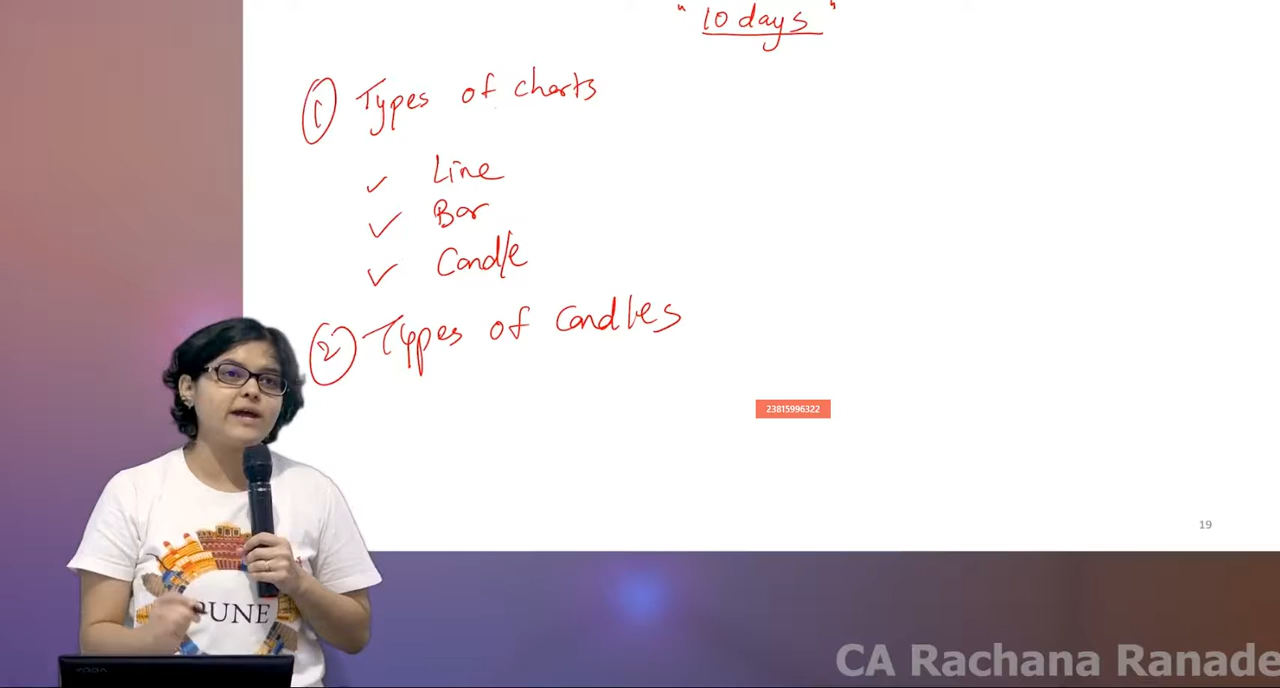 " 10 days "
1 Types of charts
✓ Line
✓ Bar
✓ Candle
2 Types of candles
23815996322
19
PUNE
CA Rachana Ranade